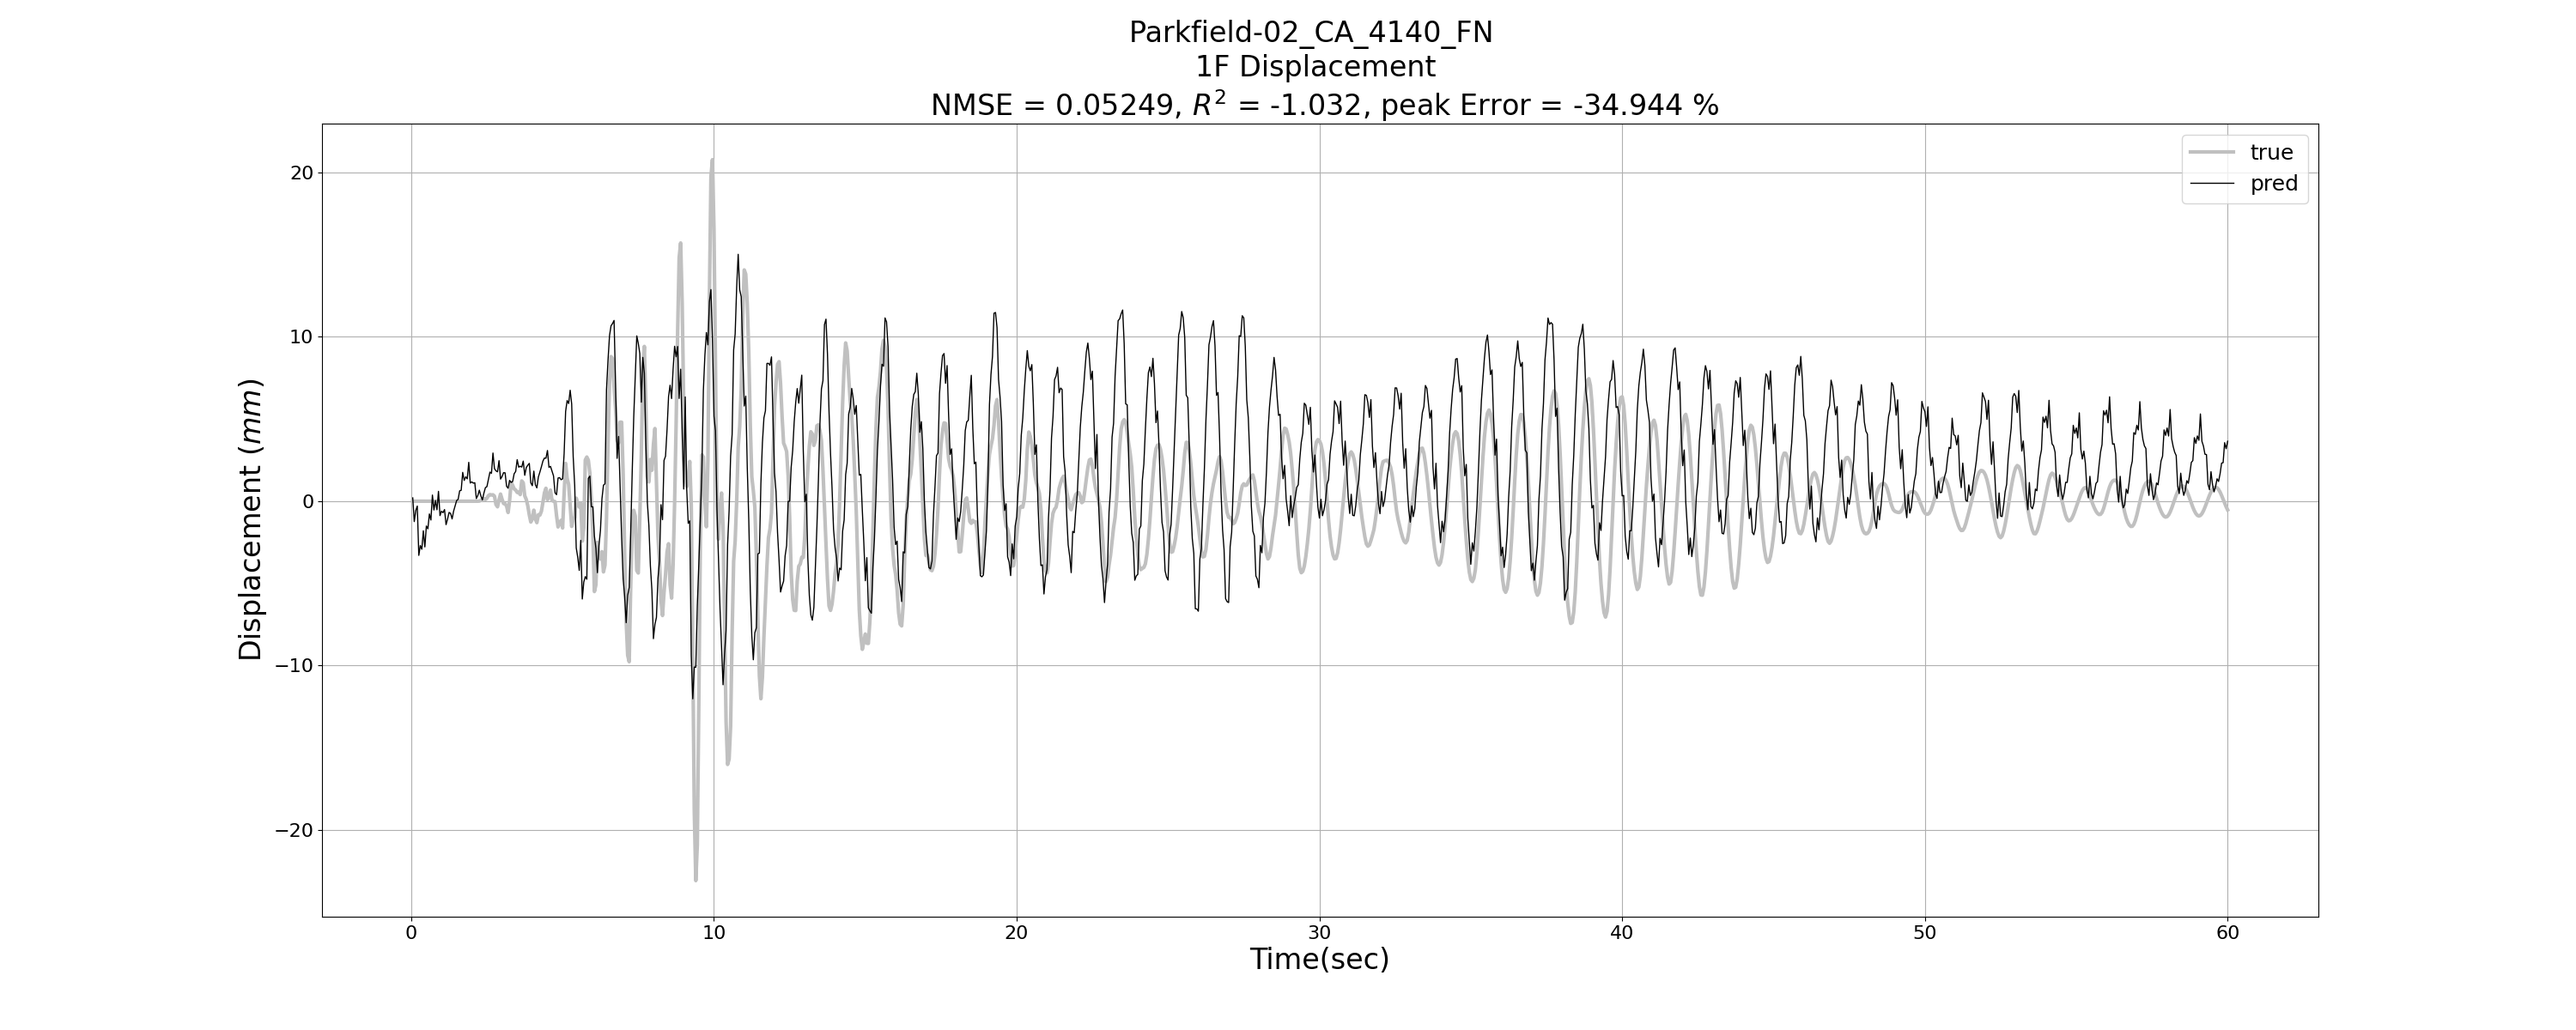 Parkfield-02_CA_4140_FN
1F Displacement
NMSE = 0.05249, R² = -1.032, peak Error = -34.944 %
true
pred
Displacement (mm)
20
10
0
−10
−20
0 10 20 30 40 50 60
Time(sec)